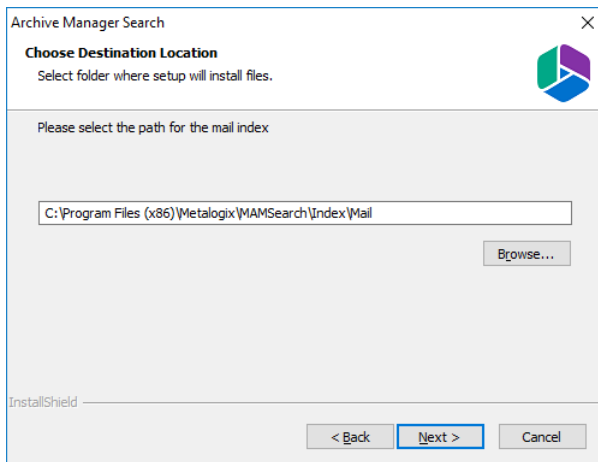 Archive Manager Search
Choose Destination Location
Select folder where setup will install files.
Please select the path for the mail index
C:\Program Files (x86)\Metalogix\MAMSearch\Index\Mail
Browse...
InstallShield
< Back
Next >
Cancel